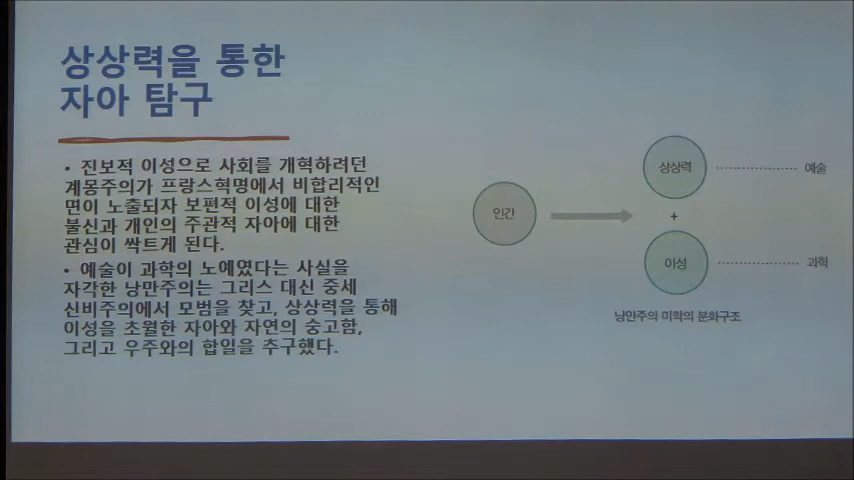 상상력을 통한
자아 탐구
• 진보적 이성으로 사회를 개혁하려던
계몽주의가 프랑스혁명에서 비합리적인
면이 노출되자 보편적 이성에 대한
불신과 개인의 주관적 자아에 대한
관심이 싹트게 된다.
• 예술이 과학의 노예였다는 사실을
자각한 낭만주의는 그리스 대신 중세
신비주의에서 모범을 찾고, 상상력을 통해
이성을 초월한 자아와 자연의 숭고함,
그리고 우주와의 합일을 추구했다.
인간
상상력
예술
+
이성
과학
낭만주의 미학의 분화구조